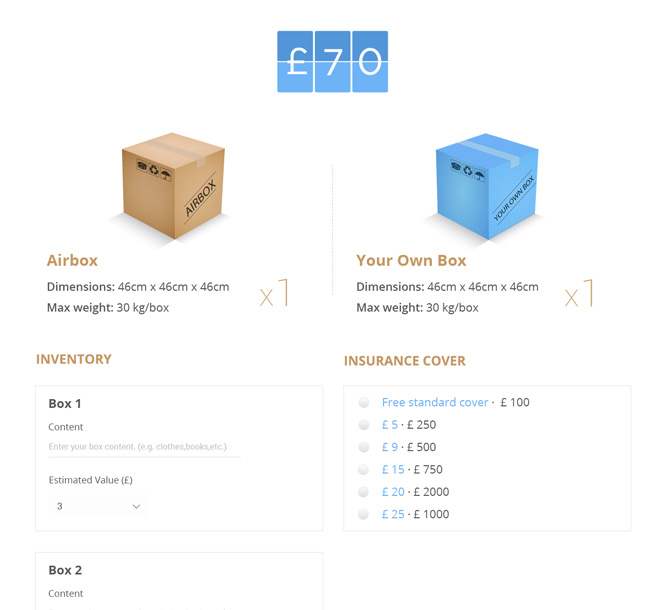 £70
AIRBOX
YOUR OWN BOX
Airbox
Dimensions: 46cm x 46cm x 46cm
Max weight: 30 kg/box
x1
Your Own Box
Dimensions: 46cm x 46cm x 46cm
Max weight: 30 kg/box
x1
INVENTORY
Box 1
Content
Enter your box content. (e.g. clothes,books,etc.)
Estimated Value (£)
3
Box 2
Content
INSURANCE COVER
Free standard cover · £ 100
£ 5 · £ 250
£ 9 · £ 500
£ 15 · £ 750
£ 20 · £ 2000
£ 25 · £ 1000